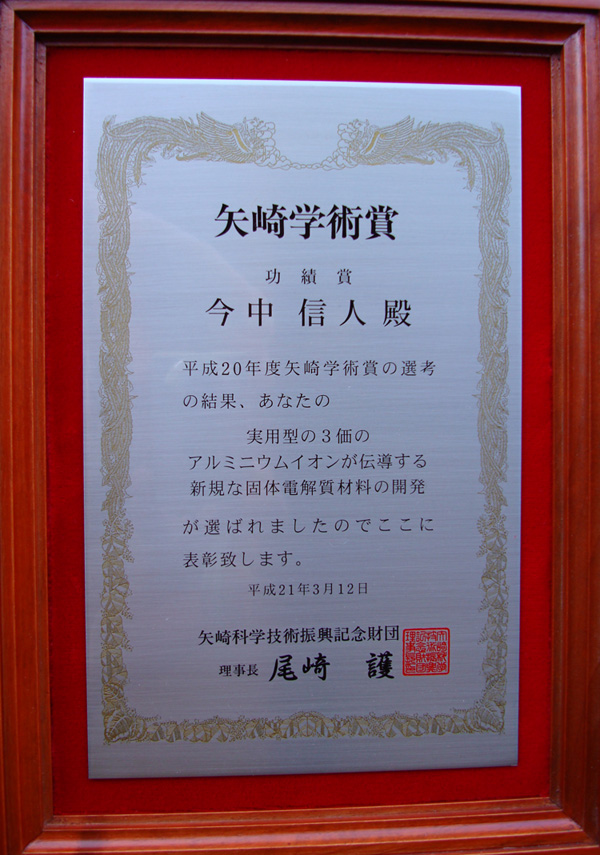 矢崎学術賞
功績賞
今中 信人 殿
平成20年度矢崎学術賞の選考
の結果、あなたの
実用型の3価の
アルミニウムイオンが伝導する
新規な固体電解質材料の開発
が選ばれましたのでここに
表彰致します。
平成21年3月12日
矢崎科学技術振興記念財団
理事長 尾崎 護